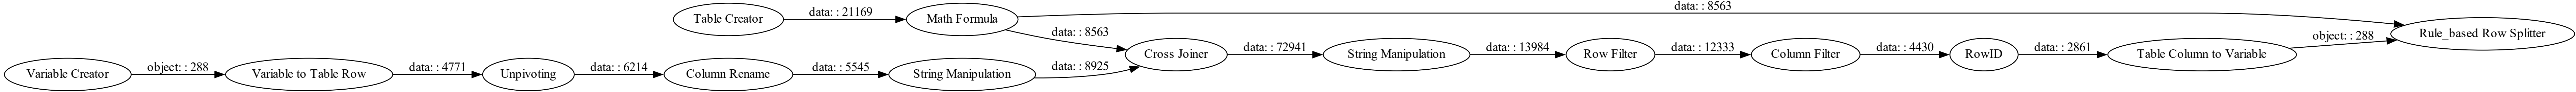 Table Creator
data: : 21169
Math Formula
data: : 8563
data: : 8563
Variable Creator
object: : 288
Variable to Table Row
data: : 4771
Unpivoting
data: : 6214
Column Rename
data: : 5545
String Manipulation
data: : 8925
Cross Joiner
data: : 72941
String Manipulation
data: : 13984
Row Filter
data: : 12333
Column Filter
data: : 4430
RowID
data: : 2861
Table Column to Variable
object: : 288
Rule_based Row Splitter